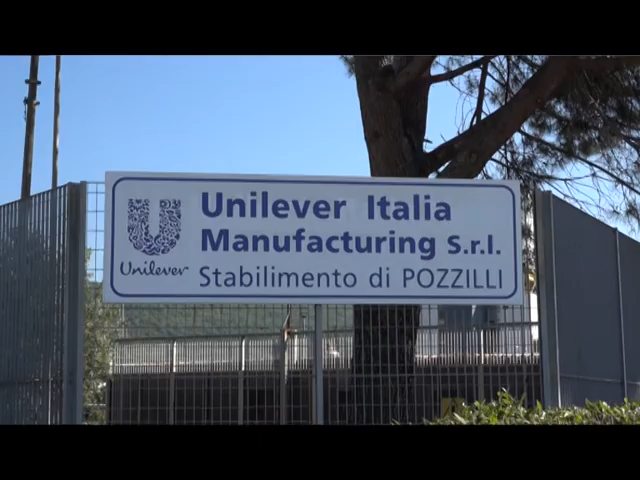 Unilever Italia
Manufacturing S.r.l.
Unilever
Stabilimento di POZZILLI